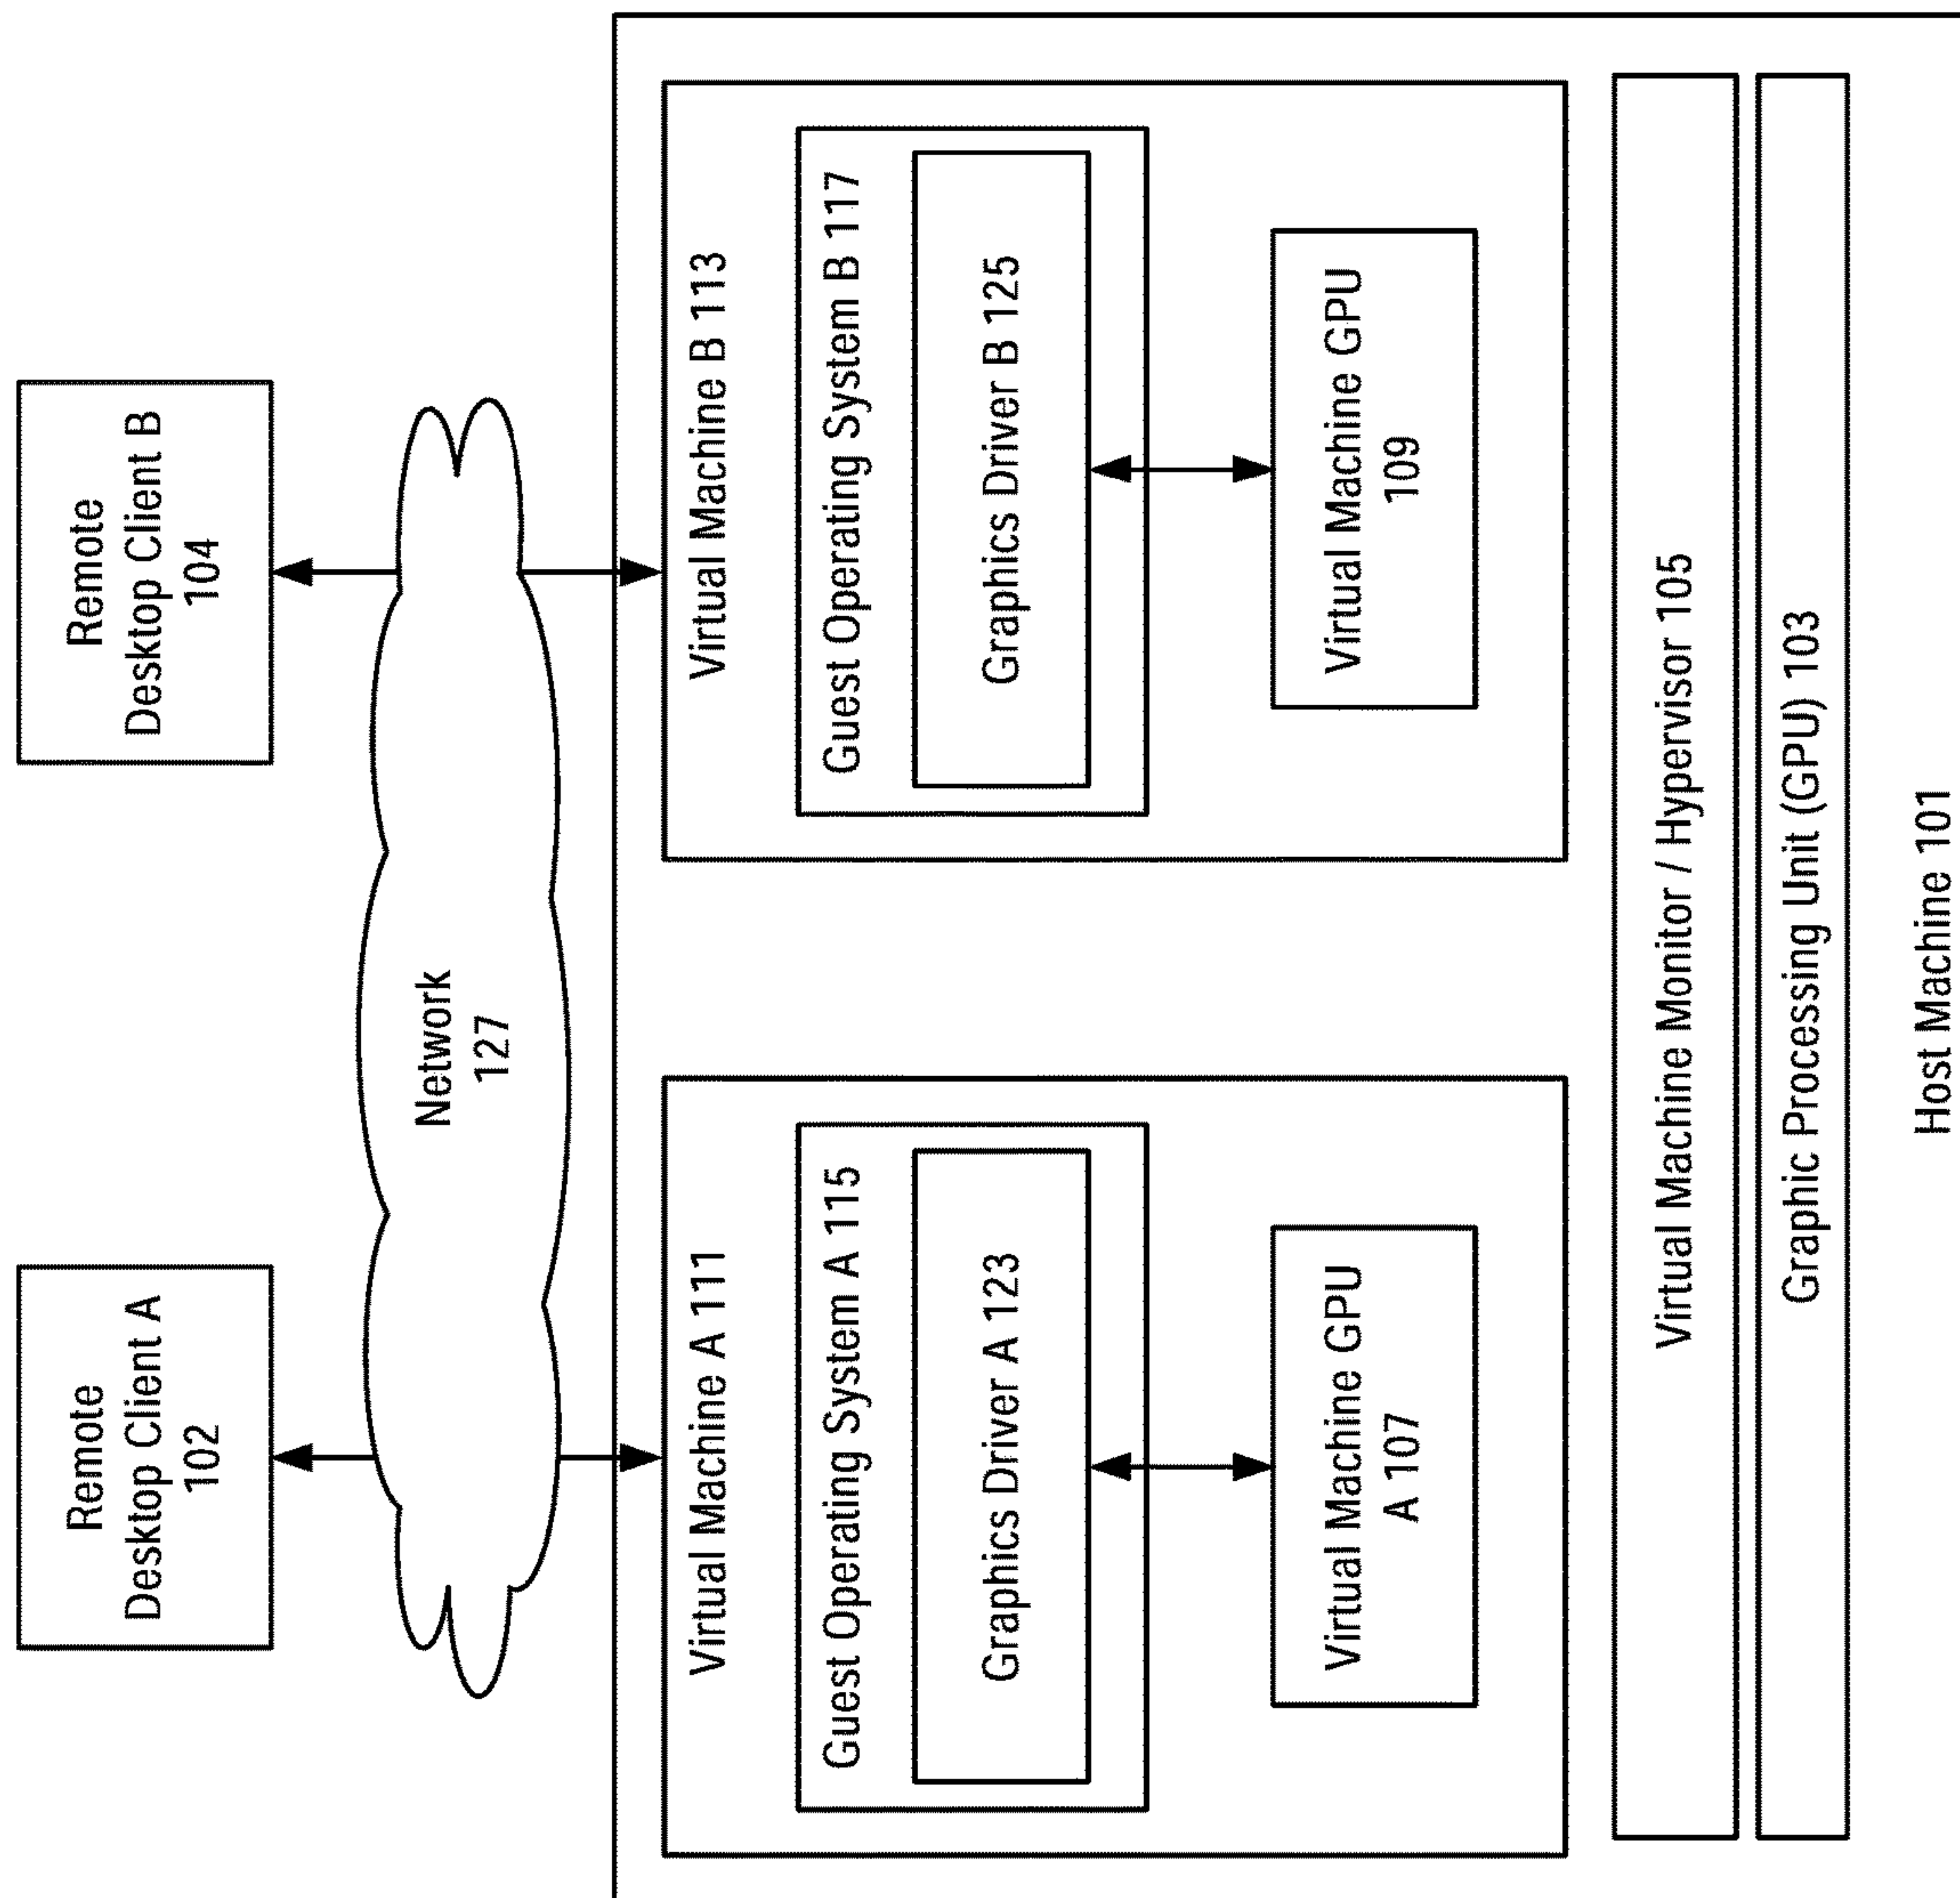 Remote
Desktop Client A
102
Remote
Desktop Client B
104
Network
127
Virtual Machine A 111
Guest Operating System A 115
Graphics Driver A 123
Virtual Machine GPU
A 107
Virtual Machine B 113
Guest Operating System B 117
Graphics Driver B 125
Virtual Machine GPU
109
Virtual Machine Monitor / Hypervisor 105
Graphic Processing Unit (GPU) 103
Host Machine 101